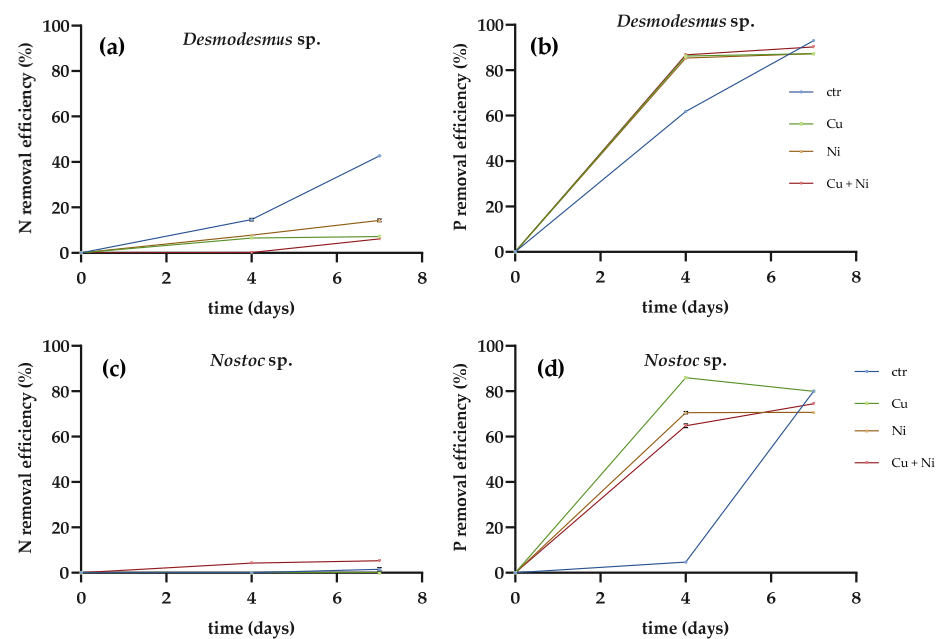 (a)
Desmodesmus sp.
N removal efficiency (%)
100
80
60
40
20
0
0 2 4 6 8
time (days)
(b)
Desmodesmus sp.
P removal efficiency (%)
100
80
60
40
20
0
0 2 4 6 8
time (days)
ctr
Cu
Ni
Cu + Ni
(c)
Nostoc sp.
N removal efficiency (%)
100
80
60
40
20
0
0 2 4 6 8
time (days)
(d)
Nostoc sp.
P removal efficiency (%)
100
80
60
40
20
0
0 2 4 6 8
time (days)
ctr
Cu
Ni
Cu + Ni